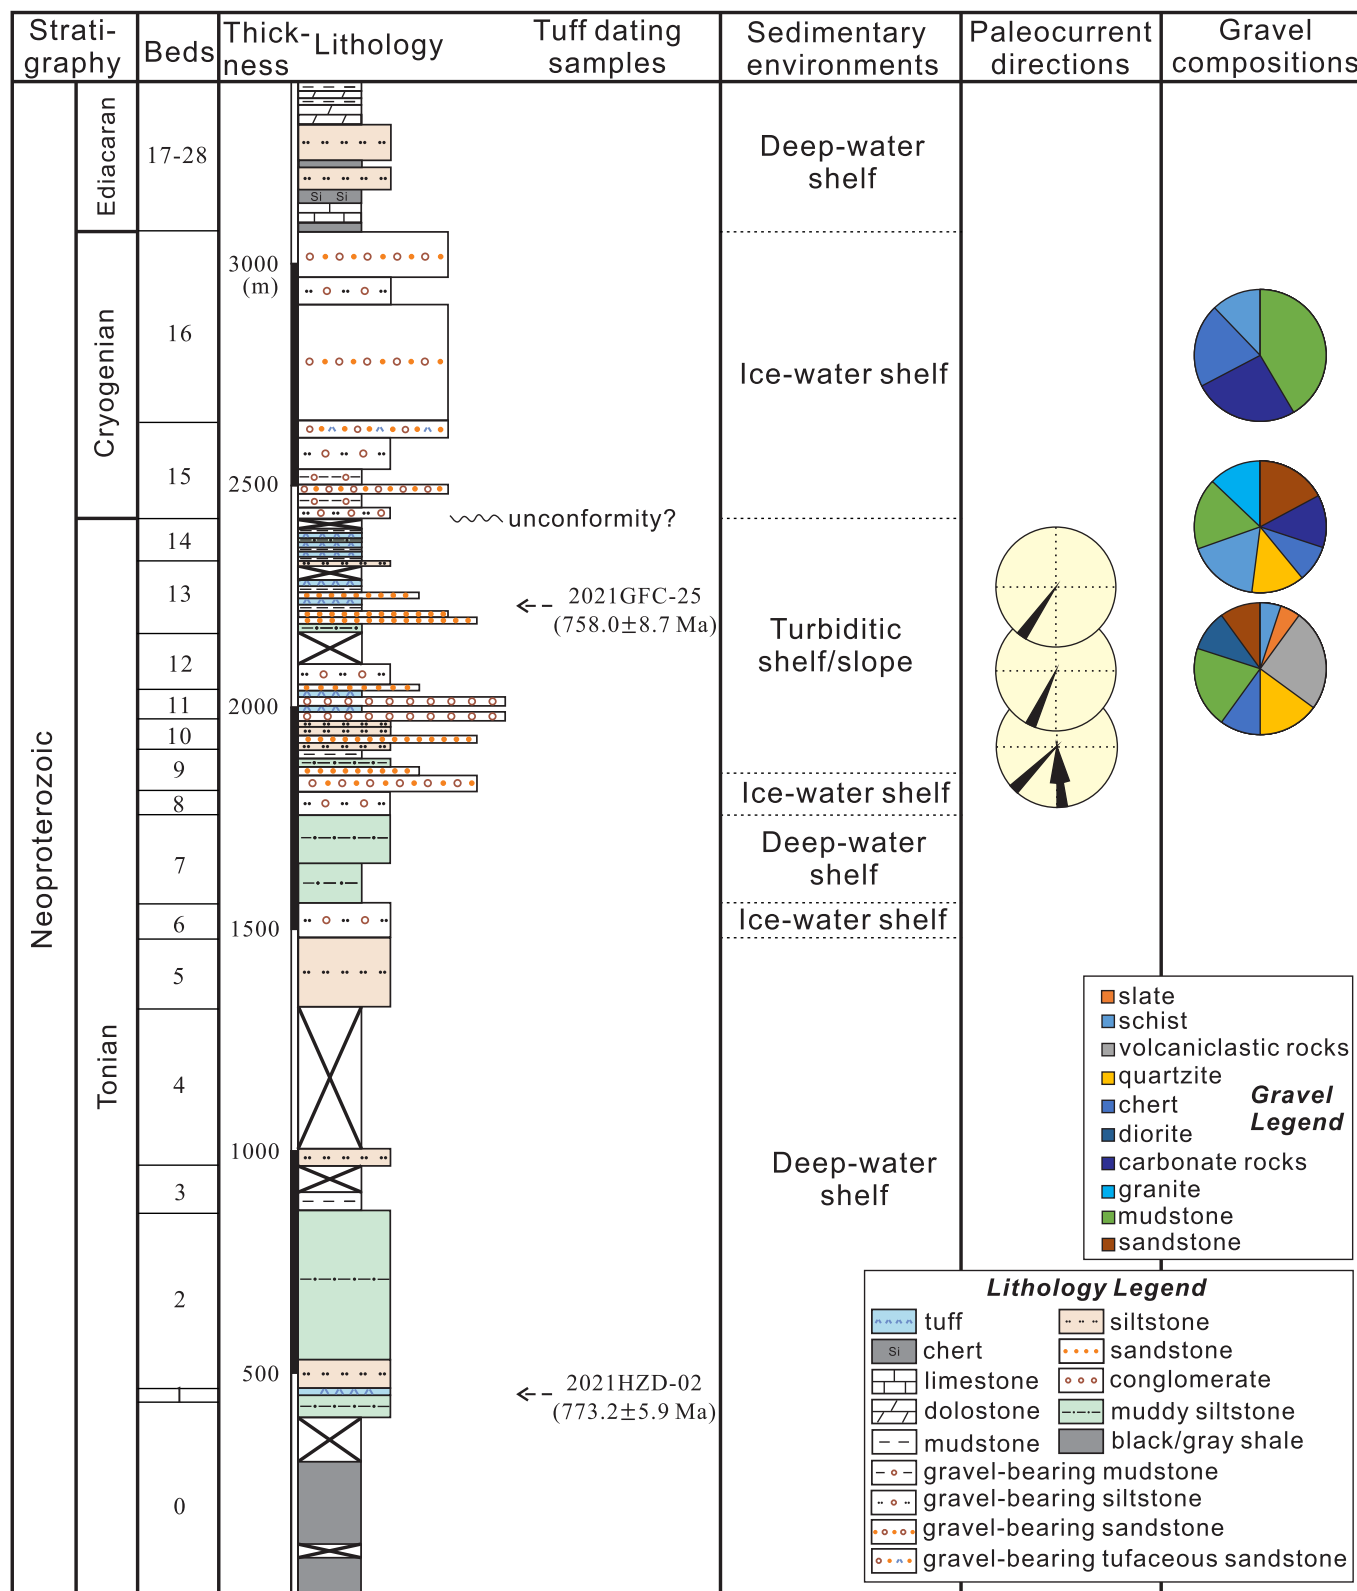 Strati-
graphy
Beds
Thick-
ness
Lithology
Tuff dating
samples
Sedimentary
environments
Paleocurrent
directions
Gravel
compositions
Neoproterozoic
Ediacaran
Cryogenian
Tonian
17-28
16
15
14
13
12
11
10
9
8
7
6
5
4
3
2
1
0
3000
(m)
2500
2000
1500
1000
500
Si Si
unconformity?
2021GFC-25
(758.0±8.7 Ma)
2021HZD-02
(773.2±5.9 Ma)
Deep-water
shelf
Ice-water shelf
Turbiditic
shelf/slope
Ice-water shelf
Deep-water
shelf
Ice-water shelf
Deep-water
shelf
slate
schist
volcaniclastic rocks
quartzite
chert
diorite
carbonate rocks
granite
mudstone
sandstone
Gravel
Legend
Lithology Legend
tuff
siltstone
Si
chert
sandstone
limestone
conglomerate
dolostone
muddy siltstone
mudstone
black/gray shale
gravel-bearing mudstone
gravel-bearing siltstone
gravel-bearing sandstone
gravel-bearing tufaceous sandstone